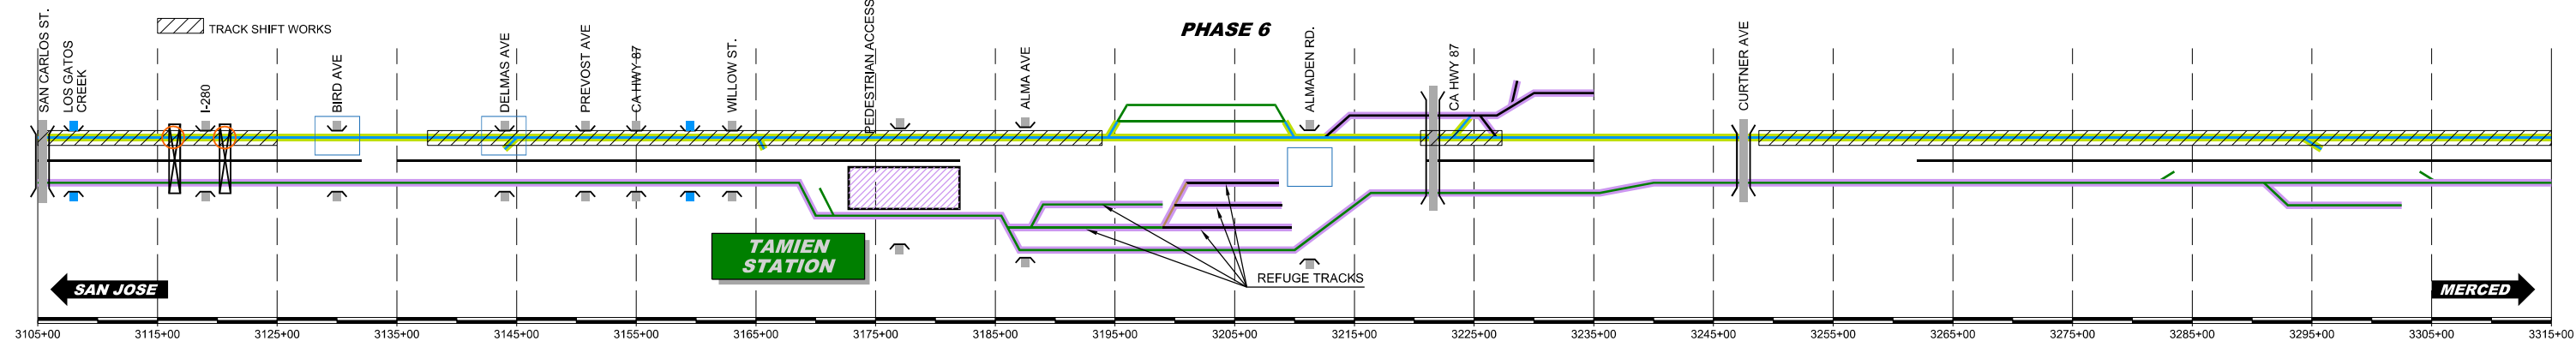 PHASE 6
TRACK SHIFT WORKS
SAN CARLOS ST.
LOS GATOS
CREEK
I-280
BIRD AVE
DELMAS AVE
PREVOST AVE
CA HWY 87
WILLOW ST.
PEDESTRIAN ACCESS
ALMA AVE
ALMADEN RD.
CA HWY 87
CURTNER AVE
TAMIEN
STATION
REFUGE TRACKS
SAN JOSE
MERCED
3105+00
3115+00
3125+00
3135+00
3145+00
3155+00
3165+00
3175+00
3185+00
3195+00
3205+00
3215+00
3225+00
3235+00
3245+00
3255+00
3265+00
3275+00
3285+00
3295+00
3305+00
3315+00